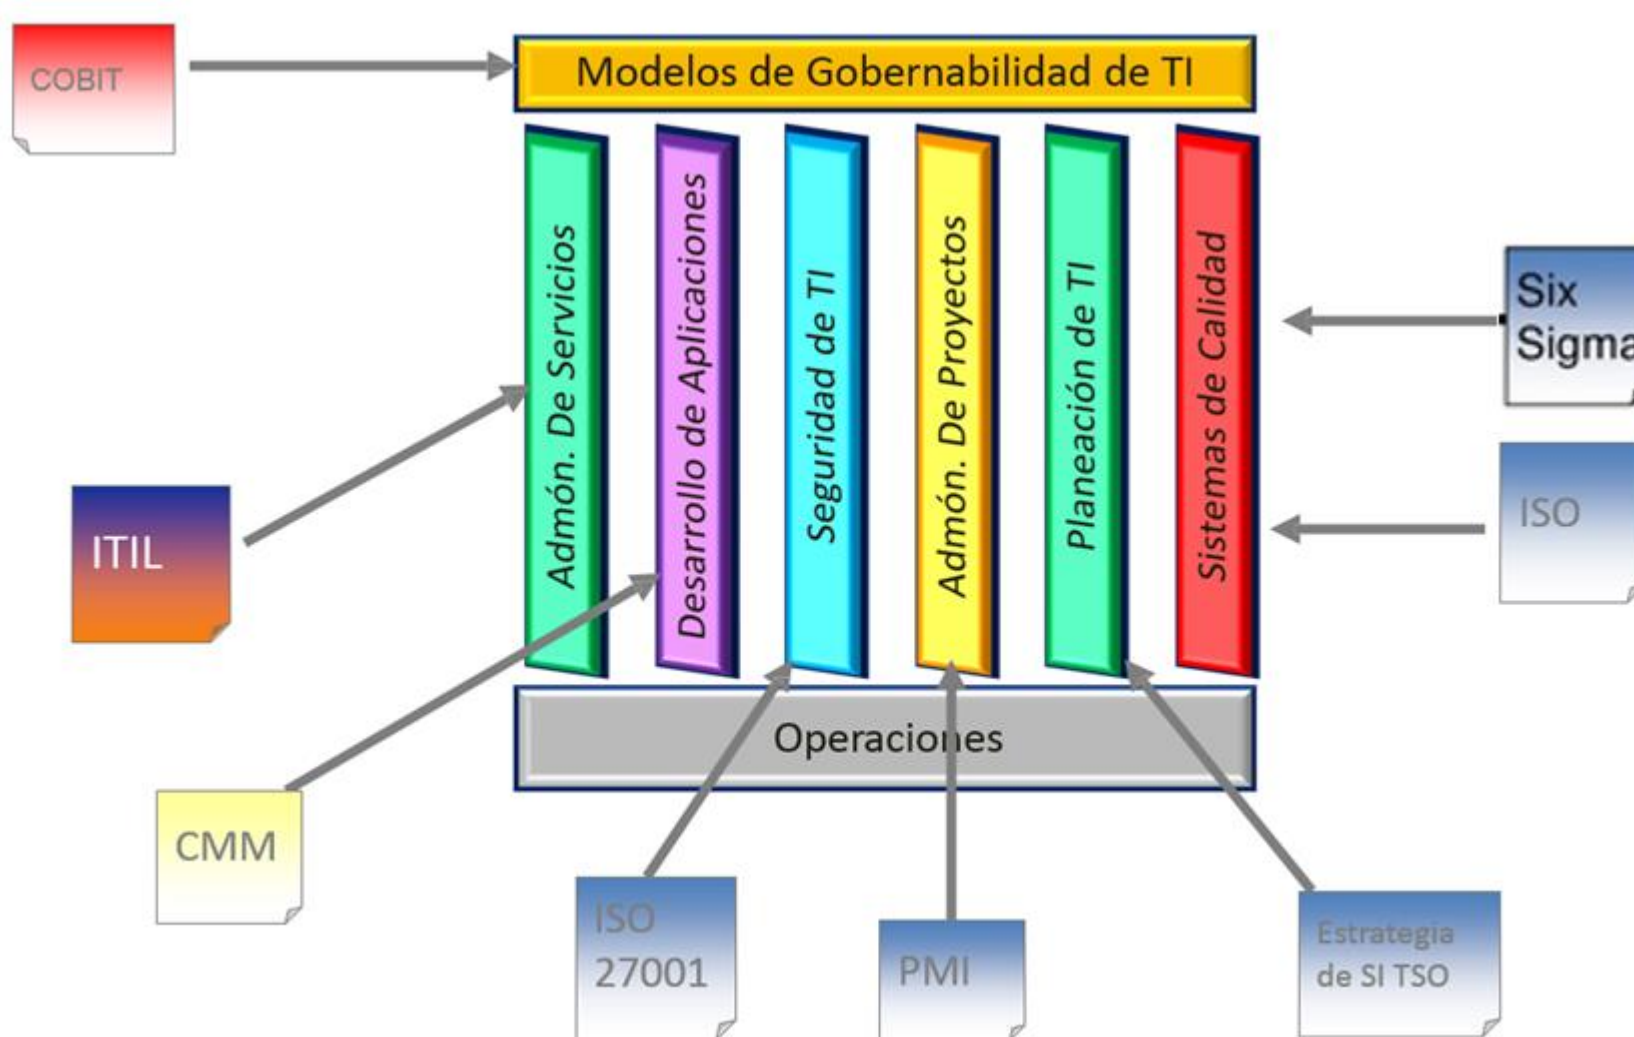 COBIT
Modelos de Gobernabilidad de TI
Admón. De Servicios
Desarrollo de Aplicaciones
Seguridad de TI
Admón. De Proyectos
Planeación de TI
Sistemas de Calidad
Six
Sigma
ISO
ITIL
Operaciones
CMM
ISO
27001
PMI
Estrategia
de SI TSO